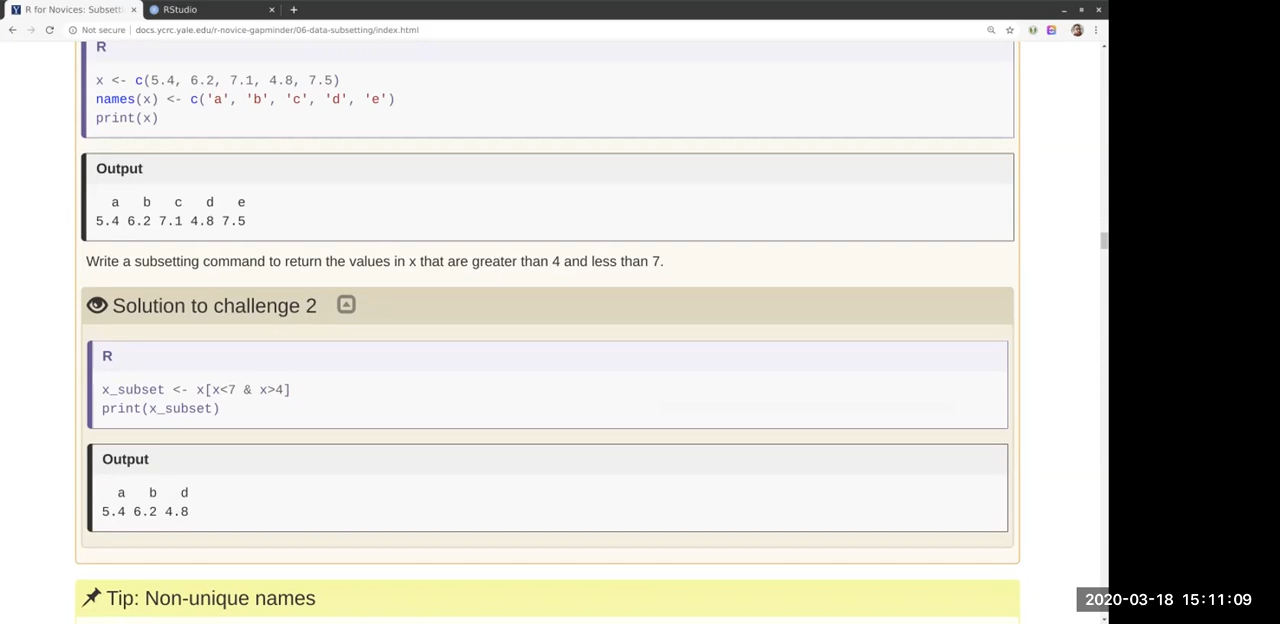 R for Novices: Subsetti
RStudio
Not secure | docs.ycrc.yale.edu/r-novice-gapminder/06-data-subsetting/index.html
R
x <- c(5.4, 6.2, 7.1, 4.8, 7.5)
names(x) <- c('a', 'b', 'c', 'd', 'e')
print(x)
Output
a b c d e
5.4 6.2 7.1 4.8 7.5
Write a subsetting command to return the values in x that are greater than 4 and less than 7.
Solution to challenge 2
R
x_subset <- x[x<7 & x>4]
print(x_subset)
Output
a b d
5.4 6.2 4.8
Tip: Non-unique names
2020-03-18 15:11:09